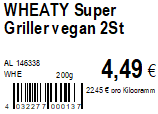 WHEATY Super
Griller vegan 2St
AL 146338
WHE 200g
4,49 €
22.45 € pro Kilogramm
4 032277 000137